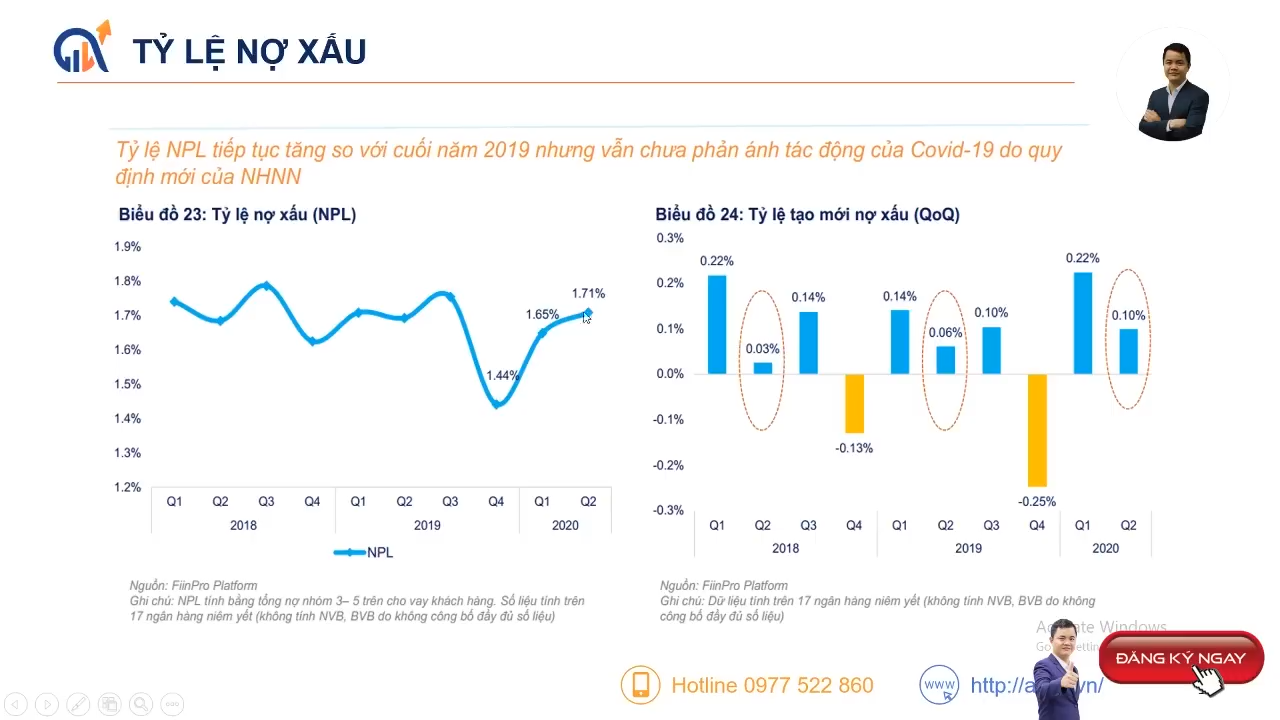 TỶ LỆ NỢ XẤU
Tỷ lệ NPL tiếp tục tăng so với cuối năm 2019 nhưng vẫn chưa phản ánh tác động của Covid-19 do quy
định mới của NHNN
Biểu đồ 23: Tỷ lệ nợ xấu (NPL)
1.9%
1.8%
1.7%
1.6%
1.5%
1.4%
1.3%
1.2%
1.44%
1.65%
1.71%
Q1 Q2 Q3 Q4 Q1 Q2 Q3 Q4 Q1 Q2
2018 2019 2020
NPL
Nguồn: FiinPro Platform
Ghi chú: NPL tính bằng tổng nợ nhóm 3– 5 trên cho vay khách hàng. Số liệu tính trên
17 ngân hàng niêm yết (không tính NVB, BVB do không công bố đầy đủ số liệu)
Biểu đồ 24: Tỷ lệ tạo mới nợ xấu (QoQ)
0.3%
0.2%
0.1%
0.0%
-0.1%
-0.2%
-0.3%
0.22%
0.03%
0.14%
-0.13%
0.14%
0.06%
0.10%
-0.25%
0.22%
0.10%
Q1 Q2 Q3 Q4 Q1 Q2 Q3 Q4 Q1 Q2
2018 2019 2020
Nguồn: FiinPro Platform
Ghi chú: Dữ liệu tính trên 17 ngân hàng niêm yết (không tính NVB, BVB do không
công bố đầy đủ số liệu)
Windows
Hotline 0977 522 860
www
ĐĂNG KÝ NGAY